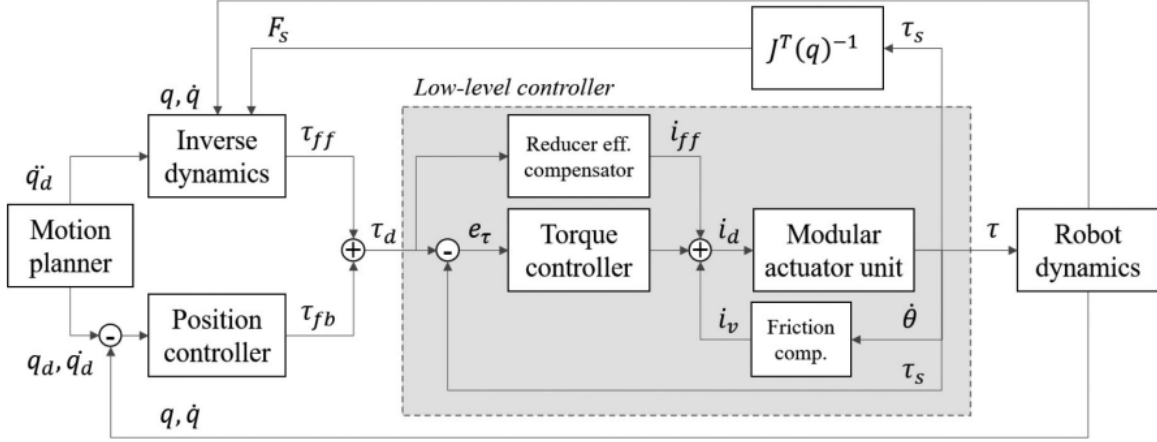 F_s
J^T(q)^{-1}
τ_s
Low-level controller
q, q̇
Inverse
dynamics
τ_ff
Reducer eff.
compensator
i_ff
q̈_d
Motion
planner
τ_d
e_τ
Torque
controller
i_d
Modular
actuator unit
τ
Robot
dynamics
+
-
+
Position
controller
τ_fb
i_v
Friction
comp.
θ̇
-
q_d, q̇_d
τ_s
q, q̇